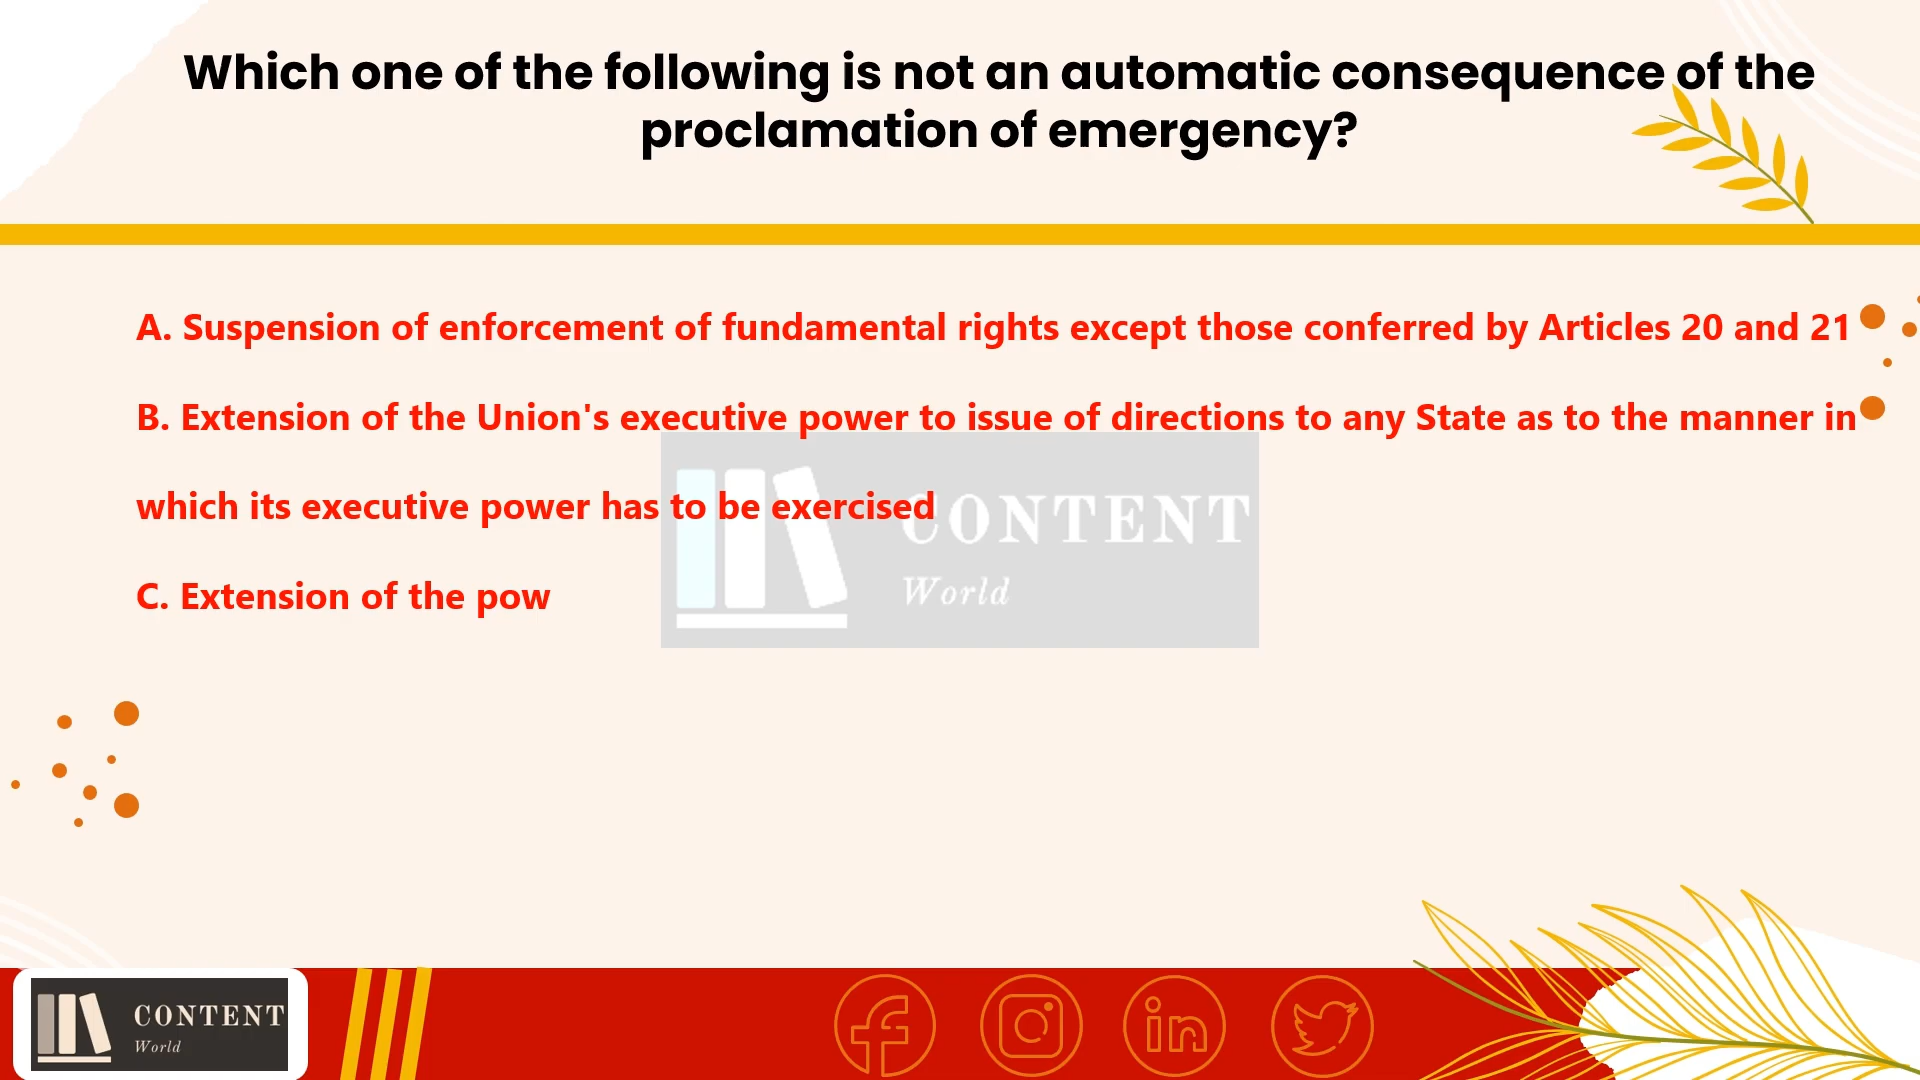 Which one of the following is not an automatic consequence of the
proclamation of emergency?
A. Suspension of enforcement of fundamental rights except those conferred by Articles 20 and 21
B. Extension of the Union's executive power to issue of directions to any State as to the manner in
which its executive power has to be exercised
C. Extension of the pow
CONTENT
World
CONTENT
World